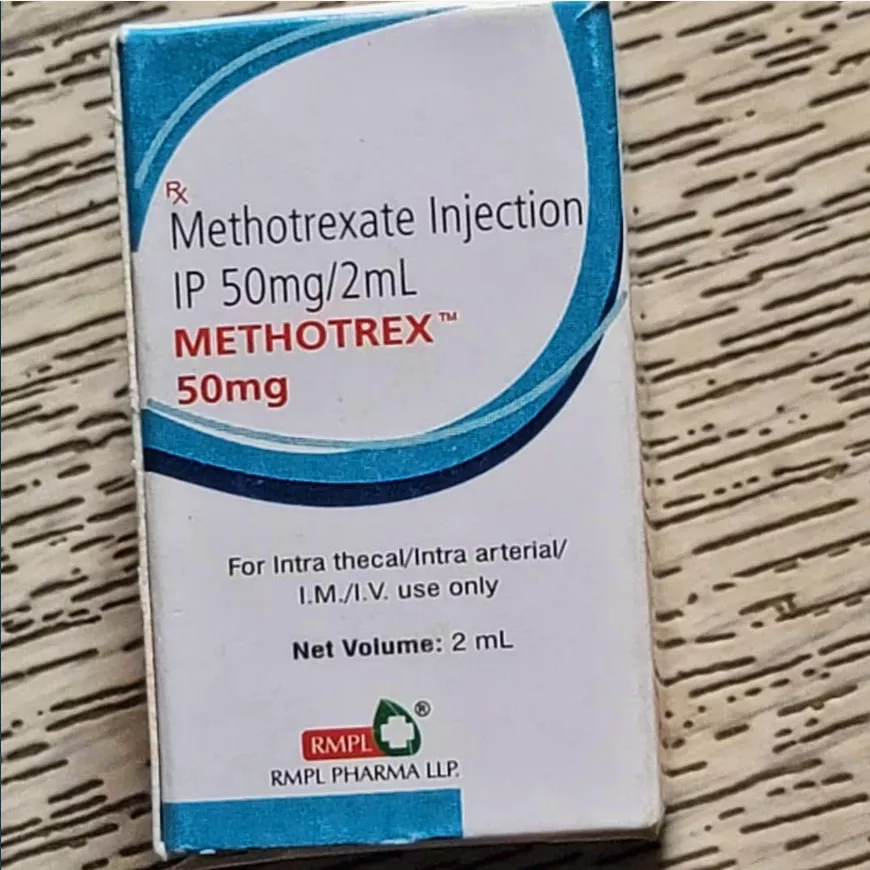 Rx
Methotrexate Injection
IP 50mg/2mL
METHOTREX™
50mg
For Intra thecal/Intra arterial/
I.M./I.V. use only
Net Volume: 2 mL
RMPL®
RMPL PHARMA LLP.